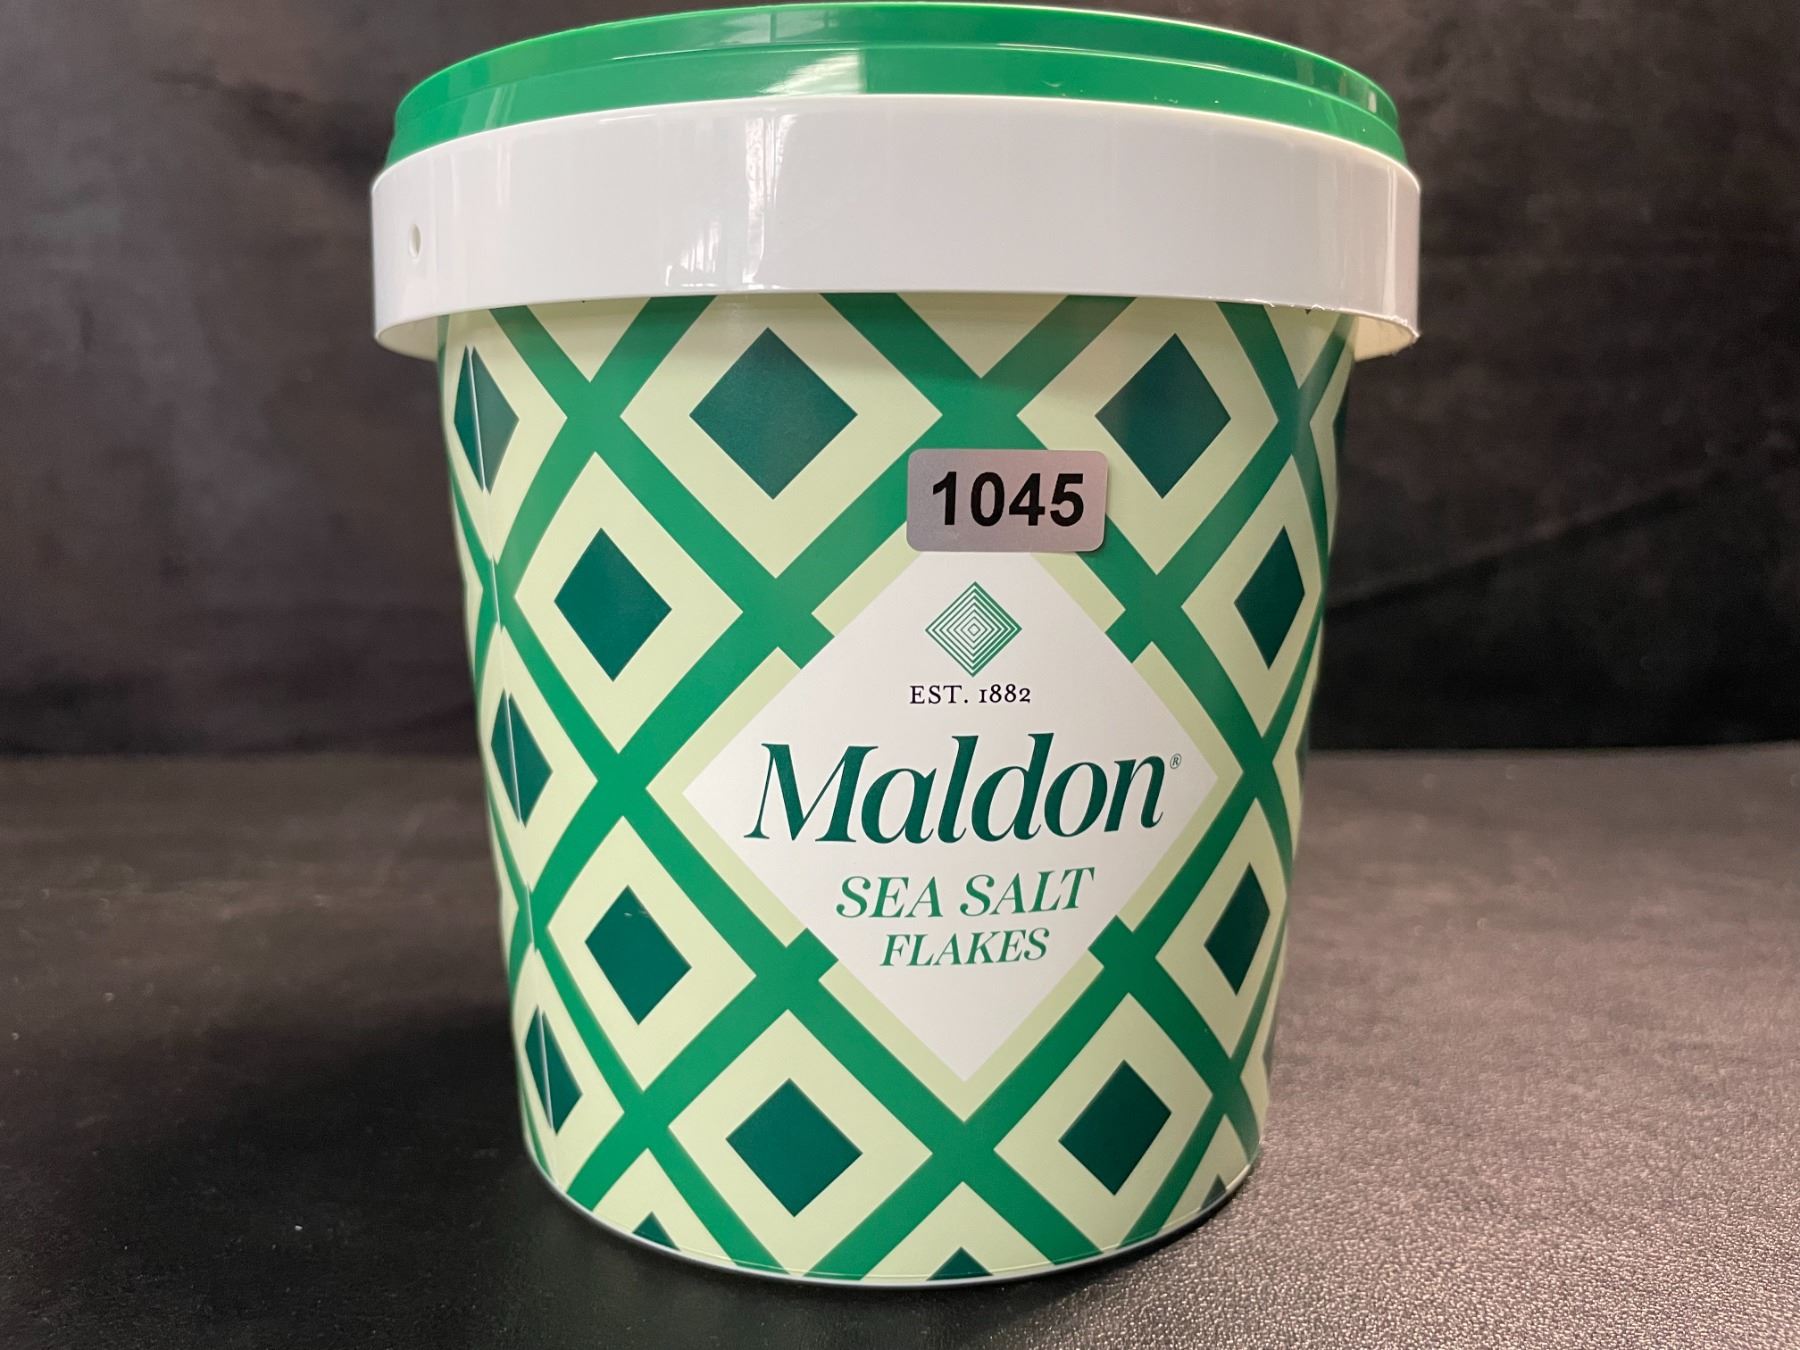 1045
EST. 1882
Maldon®
SEA SALT
FLAKES